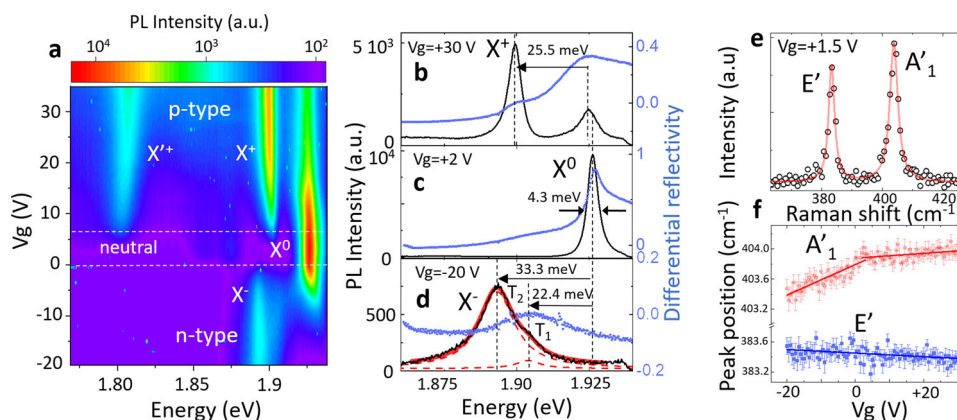 PL Intensity (a.u.)
10⁴ 10³ 10²
a
p-type
X'⁺ X⁺
neutral
X⁰
X⁻
n-type
Vg (V)
30
20
10
0
-10
-20
1.80 1.85 1.9
Energy (eV)
b
Vg=+30 V
X⁺
25.5 meV
5 10³
0
0.4
0.0
c
Vg=+2 V
X⁰
4.3 meV
10⁴
0
1
0
d
Vg=-20 V
33.3 meV
22.4 meV
X⁻
T₂
T₁
500
0
0.2
0.0
-0.2
PL Intensity (a.u.)
Differential reflectivity
1.875 1.90 1.925
Energy (eV)
e
Vg=+1.5 V
E' A'₁
Intensity (a.u)
380 400 420
Raman shift (cm⁻¹)
f
A'₁
E'
404.0
403.6
403.2
383.6
383.2
Peak position (cm⁻¹)
-20 0 +20
Vg (V)